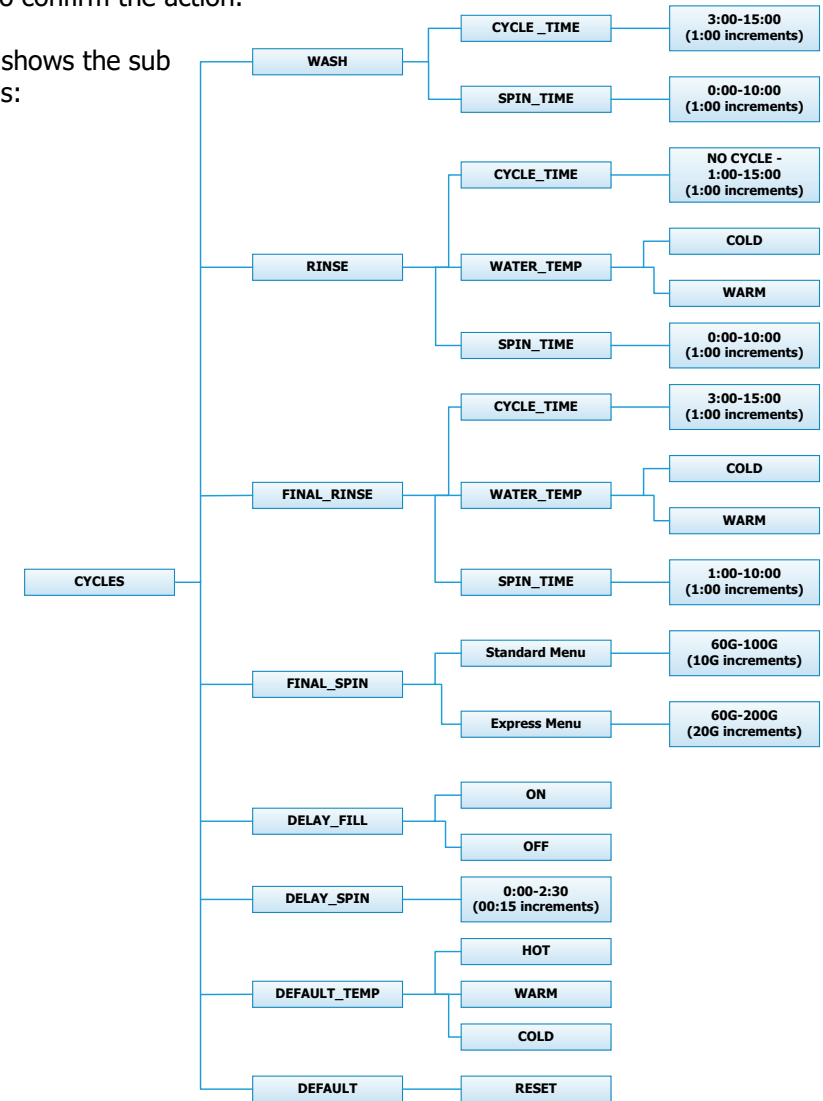 o confirm the action.
shows the sub
s:
CYCLES
WASH
CYCLE _TIME
3:00-15:00
(1:00 increments)
SPIN_TIME
0:00-10:00
(1:00 increments)
RINSE
CYCLE_TIME
NO CYCLE -
1:00-15:00
(1:00 increments)
WATER_TEMP
COLD
WARM
SPIN_TIME
0:00-10:00
(1:00 increments)
FINAL_RINSE
CYCLE_TIME
3:00-15:00
(1:00 increments)
WATER_TEMP
COLD
WARM
SPIN_TIME
1:00-10:00
(1:00 increments)
FINAL_SPIN
Standard Menu
60G-100G
(10G increments)
Express Menu
60G-200G
(20G increments)
DELAY_FILL
ON
OFF
DELAY_SPIN
0:00-2:30
(00:15 increments)
DEFAULT_TEMP
HOT
WARM
COLD
DEFAULT
RESET